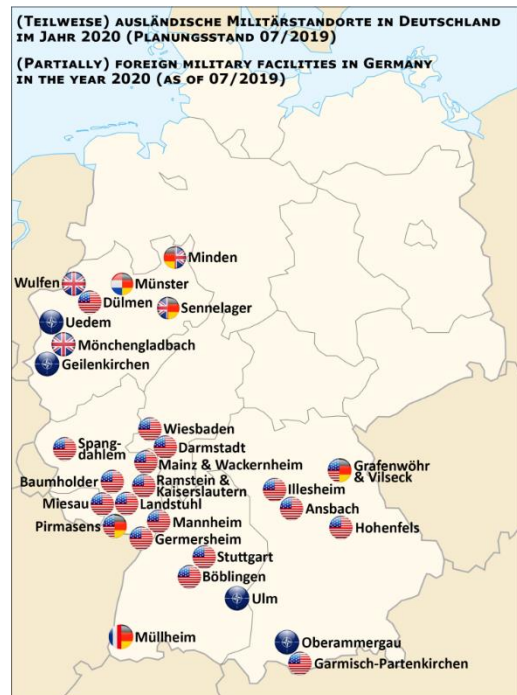 (TEILWEISE) AUSLÄNDISCHE MILITÄRSTANDORTE IN DEUTSCHLAND
IM JAHR 2020 (PLANUNGSSTAND 07/2019)
(PARTIALLY) FOREIGN MILITARY FACILITIES IN GERMANY
IN THE YEAR 2020 (AS OF 07/2019)
Minden
Wulfen
Münster
Dülmen
Sennelager
Uedem
Mönchengladbach
Geilenkirchen
Wiesbaden
Spang-
dahlem
Darmstadt
Mainz & Wackernheim
Grafenwöhr
& Vilseck
Baumholder
Ramstein &
Kaiserslautern
Illesheim
Miesau
Landstuhl
Ansbach
Pirmasens
Mannheim
Hohenfels
Germersheim
Stuttgart
Böblingen
Ulm
Müllheim
Oberammergau
Garmisch-Partenkirchen